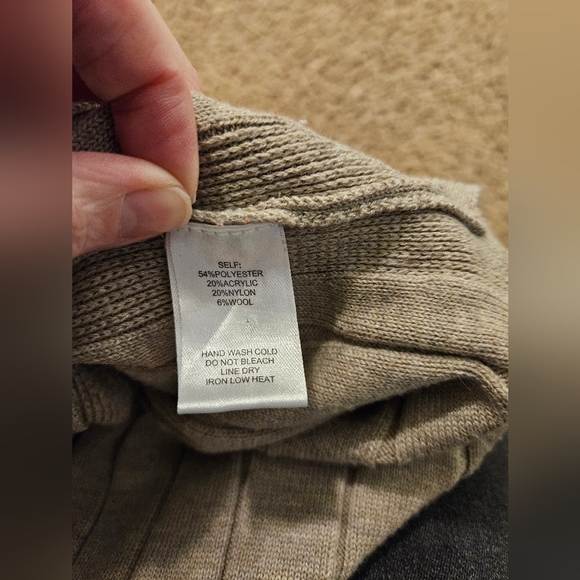 SELF:
54%POLYESTER
20%ACRYLIC
20%NYLON
6%WOOL
HAND WASH COLD
DO NOT BLEACH
LINE DRY
IRON LOW HEAT